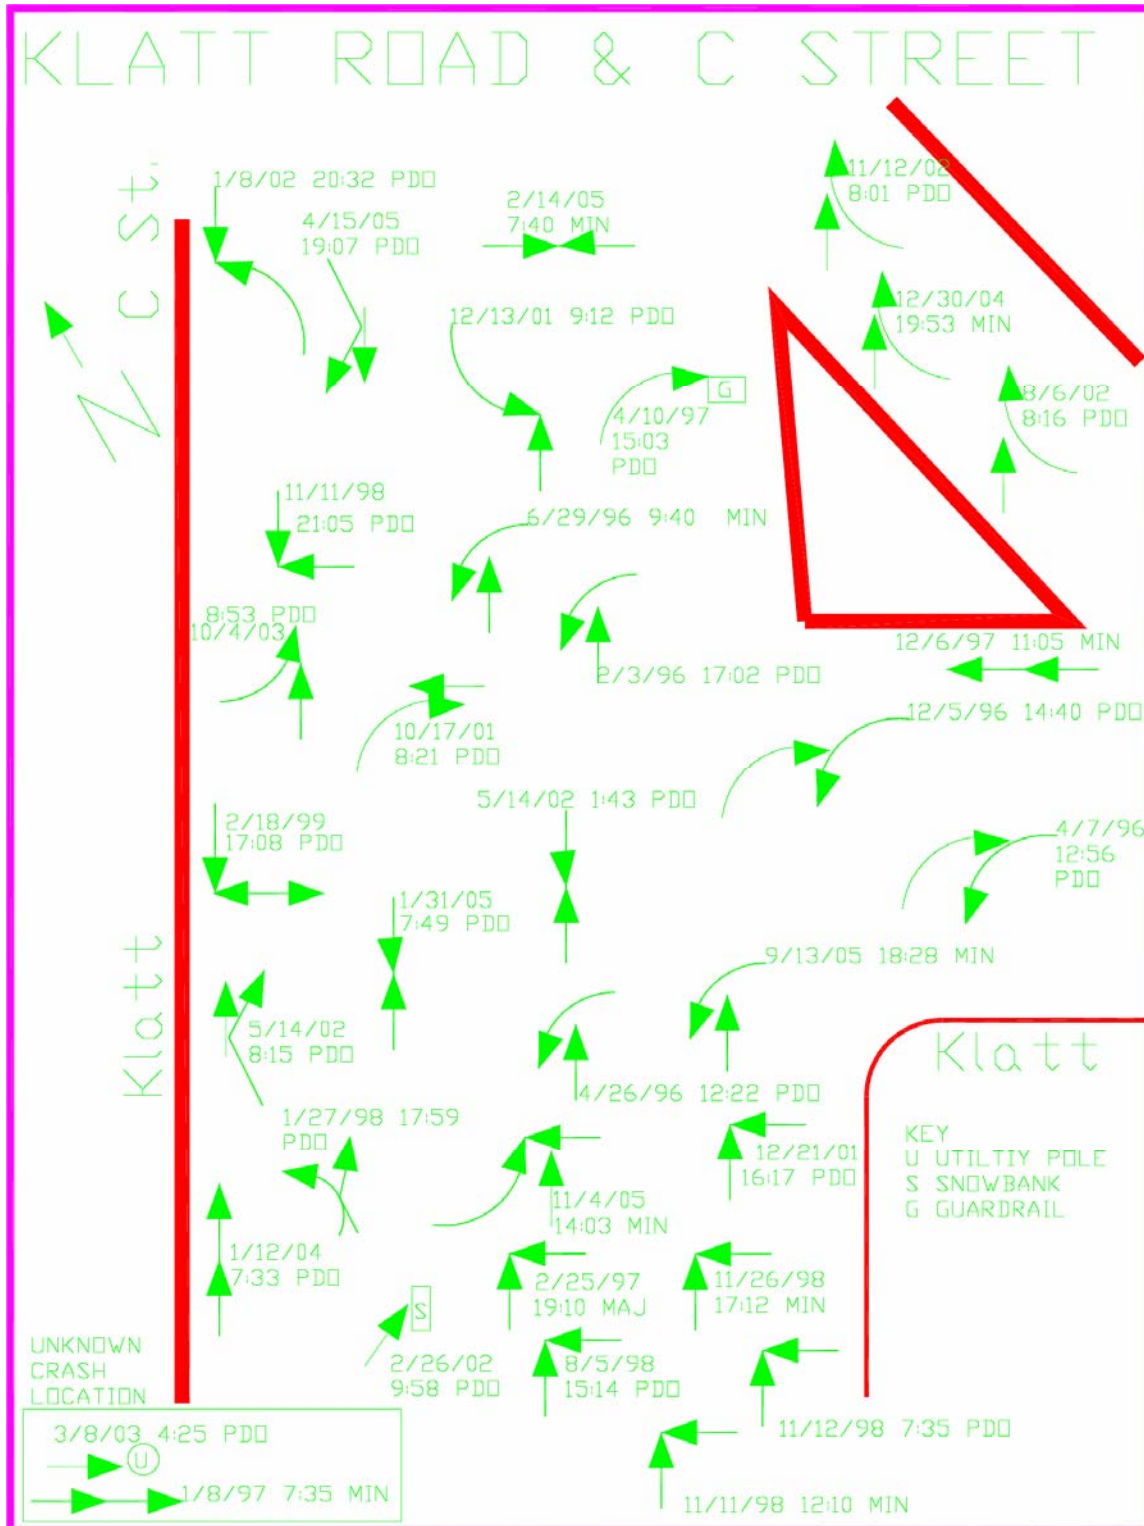 KLATT ROAD & C STREET
C St.
N
1/8/02 20:32 PDO
4/15/05
19:07 PDO
2/14/05
7:40 MIN
11/12/02
8:01 PDO
12/30/04
19:53 MIN
12/13/01 9:12 PDO
G
4/10/97
15:03
PDO
8/6/02
8:16 PDO
11/11/98
21:05 PDO
6/29/96 9:40 MIN
8:53 PDO
10/4/03
2/3/96 17:02 PDO
12/6/97 11:05 MIN
12/5/96 14:40 PDO
10/17/01
8:21 PDO
5/14/02 1:43 PDO
2/18/99
17:08 PDO
4/7/96
12:56
PDO
1/31/05
7:49 PDO
9/13/05 18:28 MIN
Klatt
5/14/02
8:15 PDO
Klatt
4/26/96 12:22 PDO
1/27/98 17:59
PDO
12/21/01
16:17 PDO
KEY
U UTILTIY POLE
S SNOWBANK
G GUARDRAIL
11/4/05
14:03 MIN
1/12/04
7:33 PDO
2/25/97
19:10 MAJ
11/26/98
17:12 MIN
S
2/26/02
9:58 PDO
8/5/98
15:14 PDO
11/12/98 7:35 PDO
11/11/98 12:10 MIN
UNKNOWN
CRASH
LOCATION
3/8/03 4:25 PDO
U
1/8/97 7:35 MIN